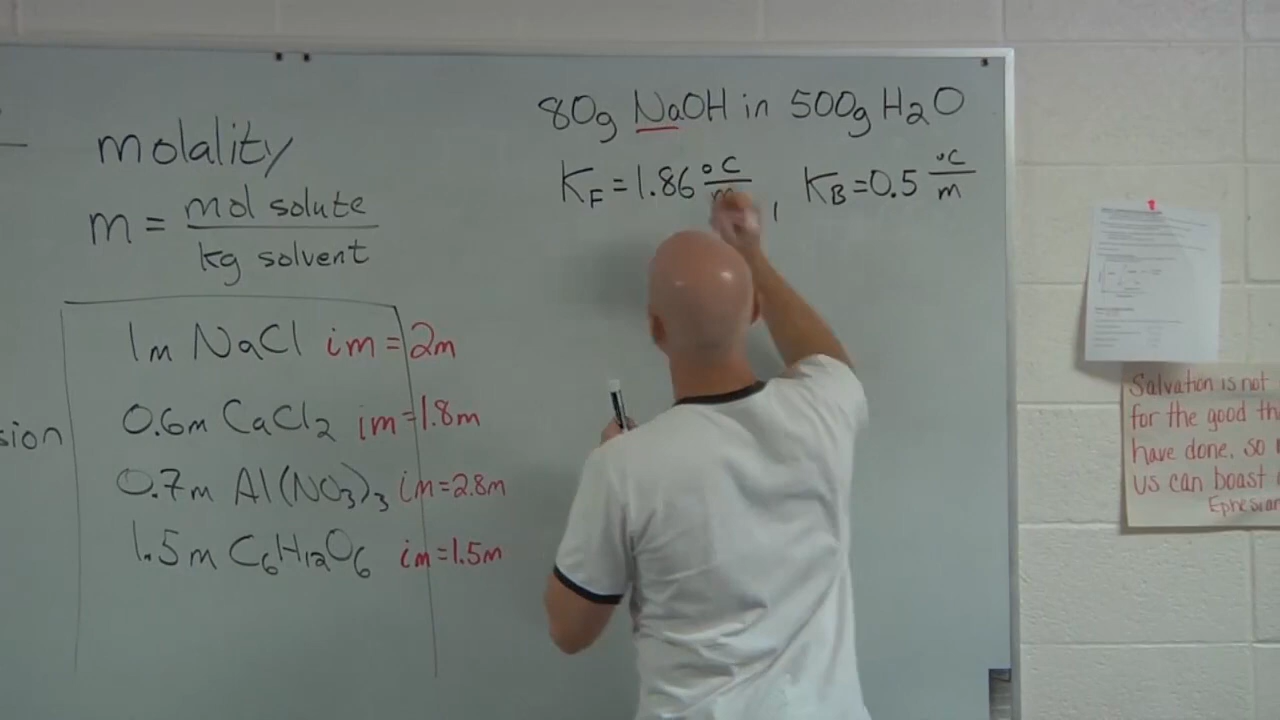 molality
m = mol solute / kg solvent
1m NaCl im = 2m
0.6m CaCl2 im = 1.8m
sion
0.7m Al(NO3)3 im = 2.8m
1.5m C6H12O6 im = 1.5m
80g NaOH in 500g H2O
KF = 1.86 °C / m , KB = 0.5 °C / m
Salvation is not
for the good
have done, so
us can boast